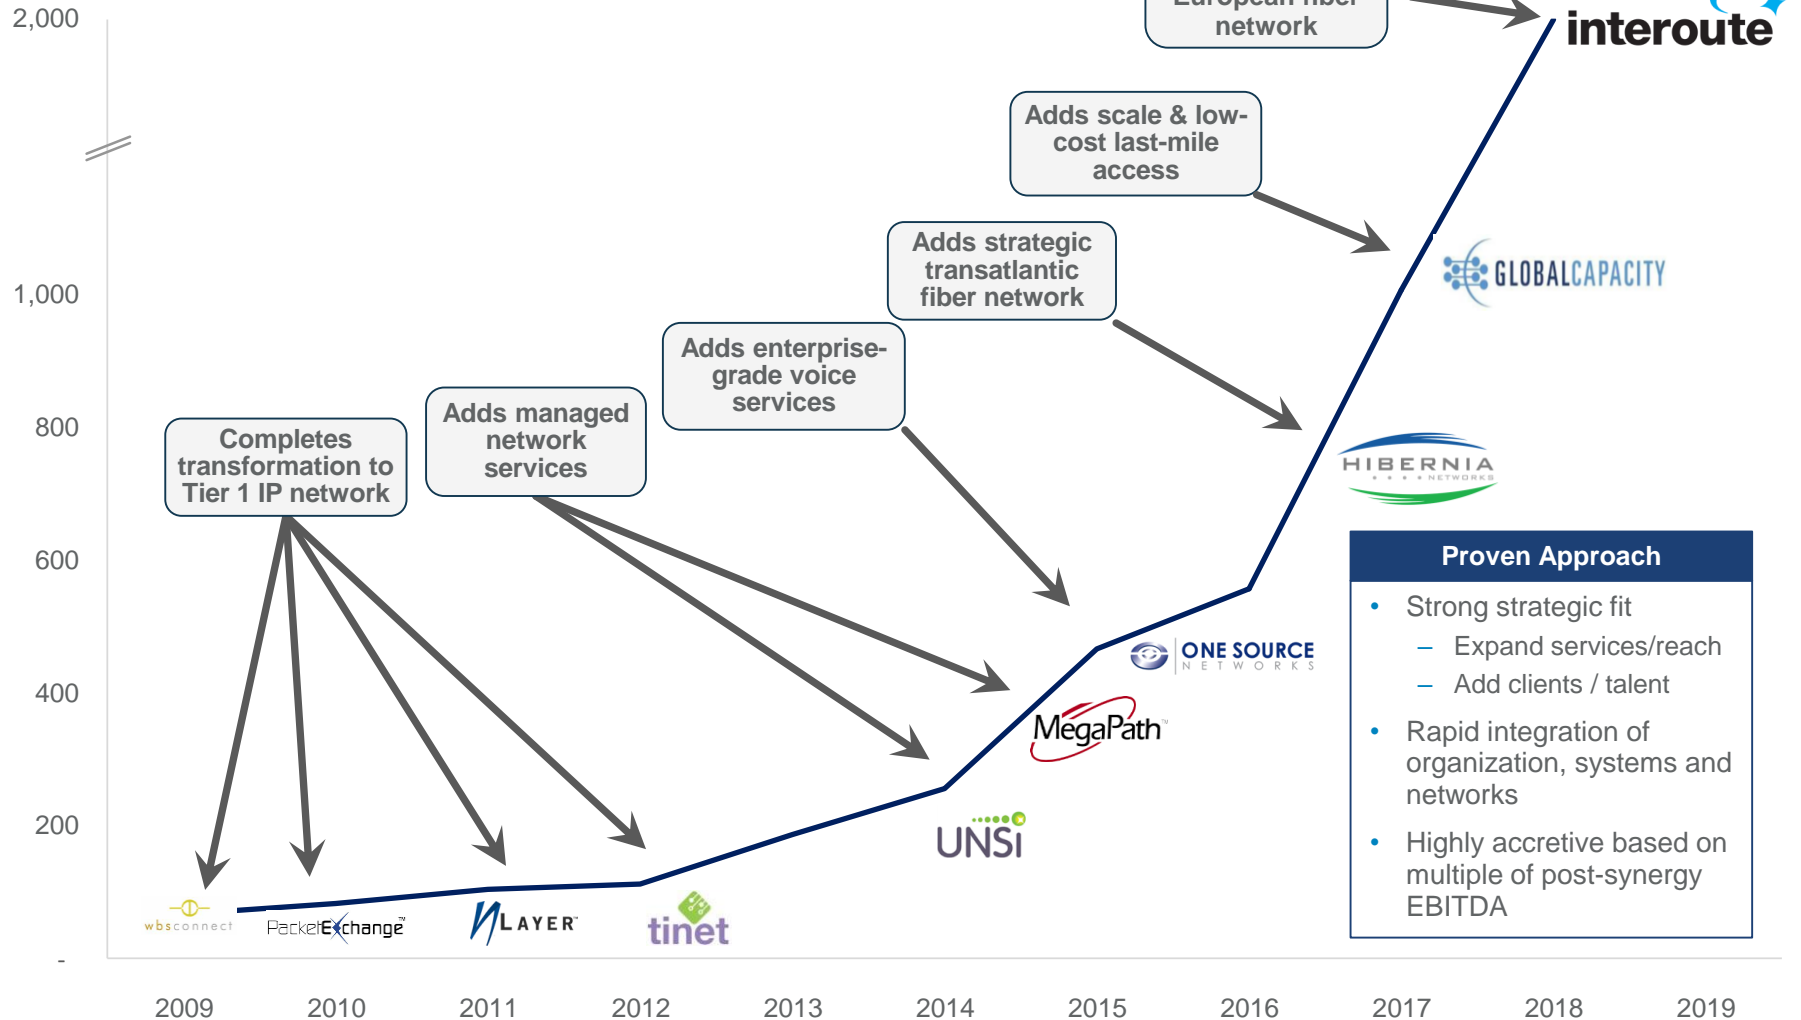 2,000
European fiber
network
interoute
Adds scale & low-
cost last-mile
access
Adds strategic
transatlantic
fiber network
1,000
GLOBALCAPACITY
Adds enterprise-
grade voice
services
Adds managed
network
services
800
Completes
transformation to
Tier 1 IP network
HIBERNIA
NETWORKS
600
Proven Approach
• Strong strategic fit
– Expand services/reach
– Add clients / talent
• Rapid integration of
organization, systems and
networks
• Highly accretive based on
multiple of post-synergy
EBITDA
ONE SOURCE
NETWORKS
400
MegaPath™
200
UNSi
wbsconnect
PacketExchange™
NLAYER™
tinet
-
2009 2010 2011 2012 2013 2014 2015 2016 2017 2018 2019